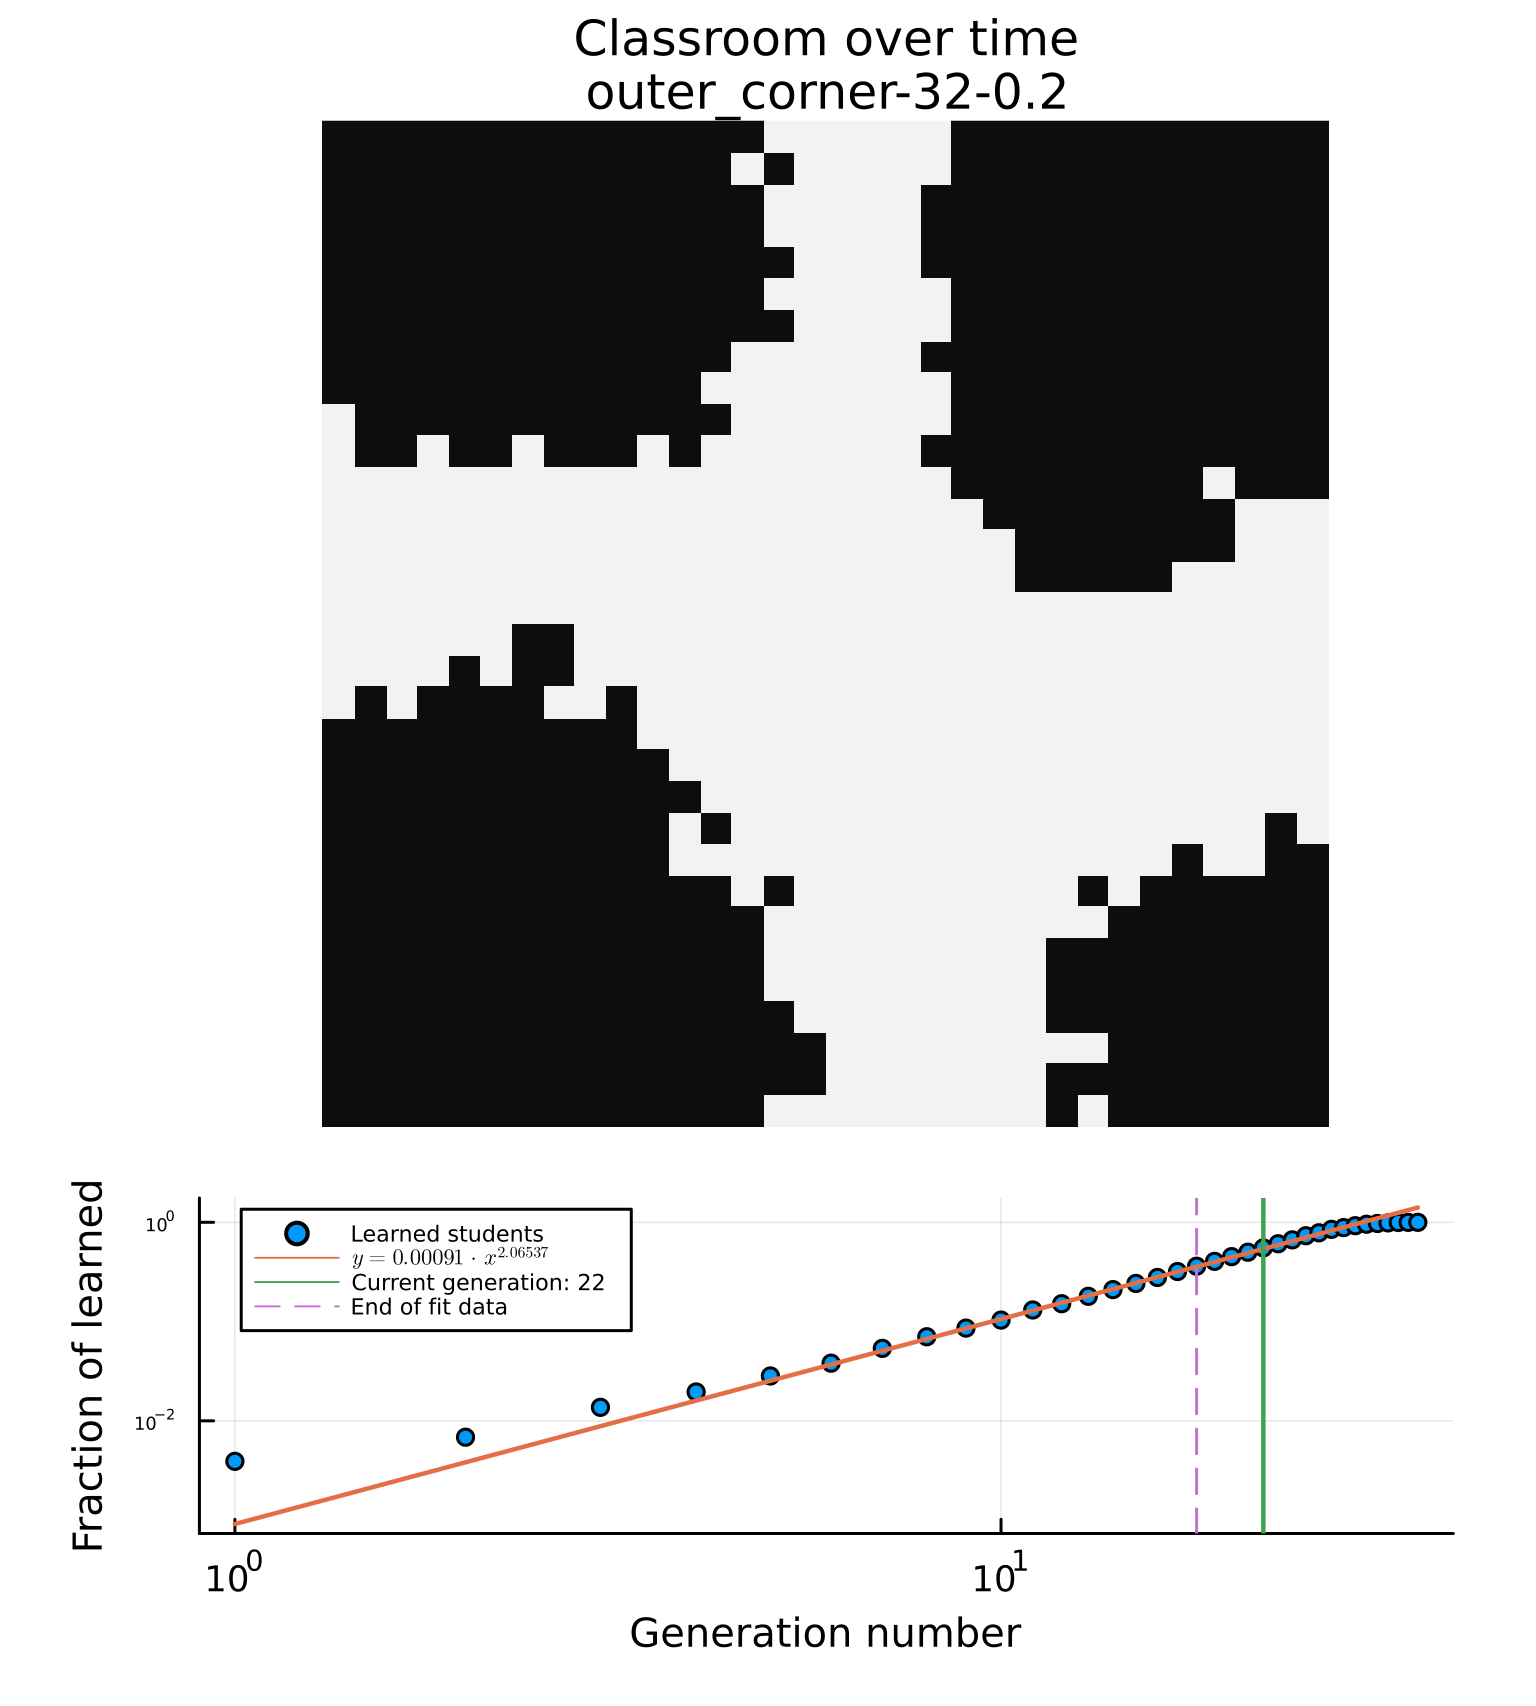 Classroom over time
outer_corner-32-0.2
Fraction of learned
10^0
10^−2
Learned students
y = 0.00091 · x^2.06537
Current generation: 22
End of fit data
10^0
10^1
Generation number